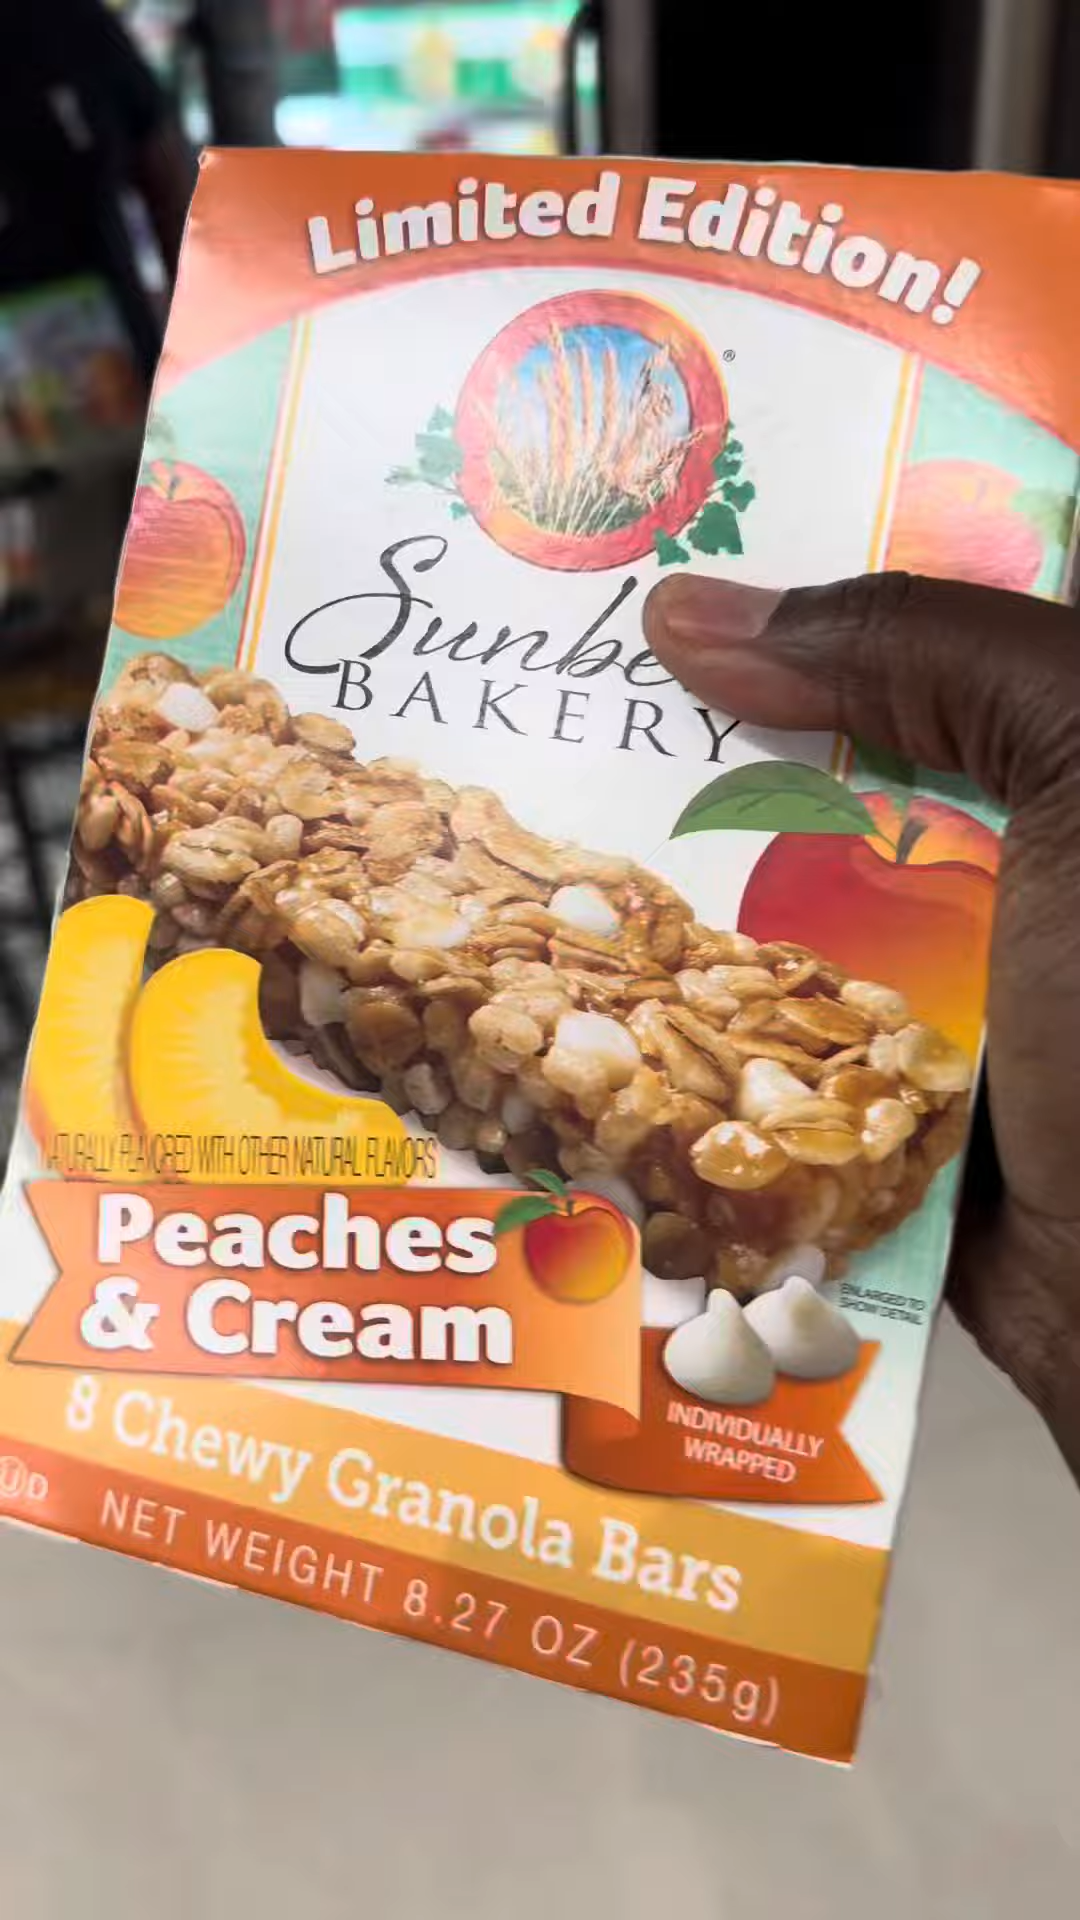 Limited Edition!
®
Sunbe
BAKERY
NATURALLY FLAVORED WITH OTHER NATURAL FLAVORS
Peaches
& Cream
ENLARGED TO
SHOW DETAIL
INDIVIDUALLY
WRAPPED
8 Chewy Granola Bars
U D
NET WEIGHT 8.27 OZ (235g)